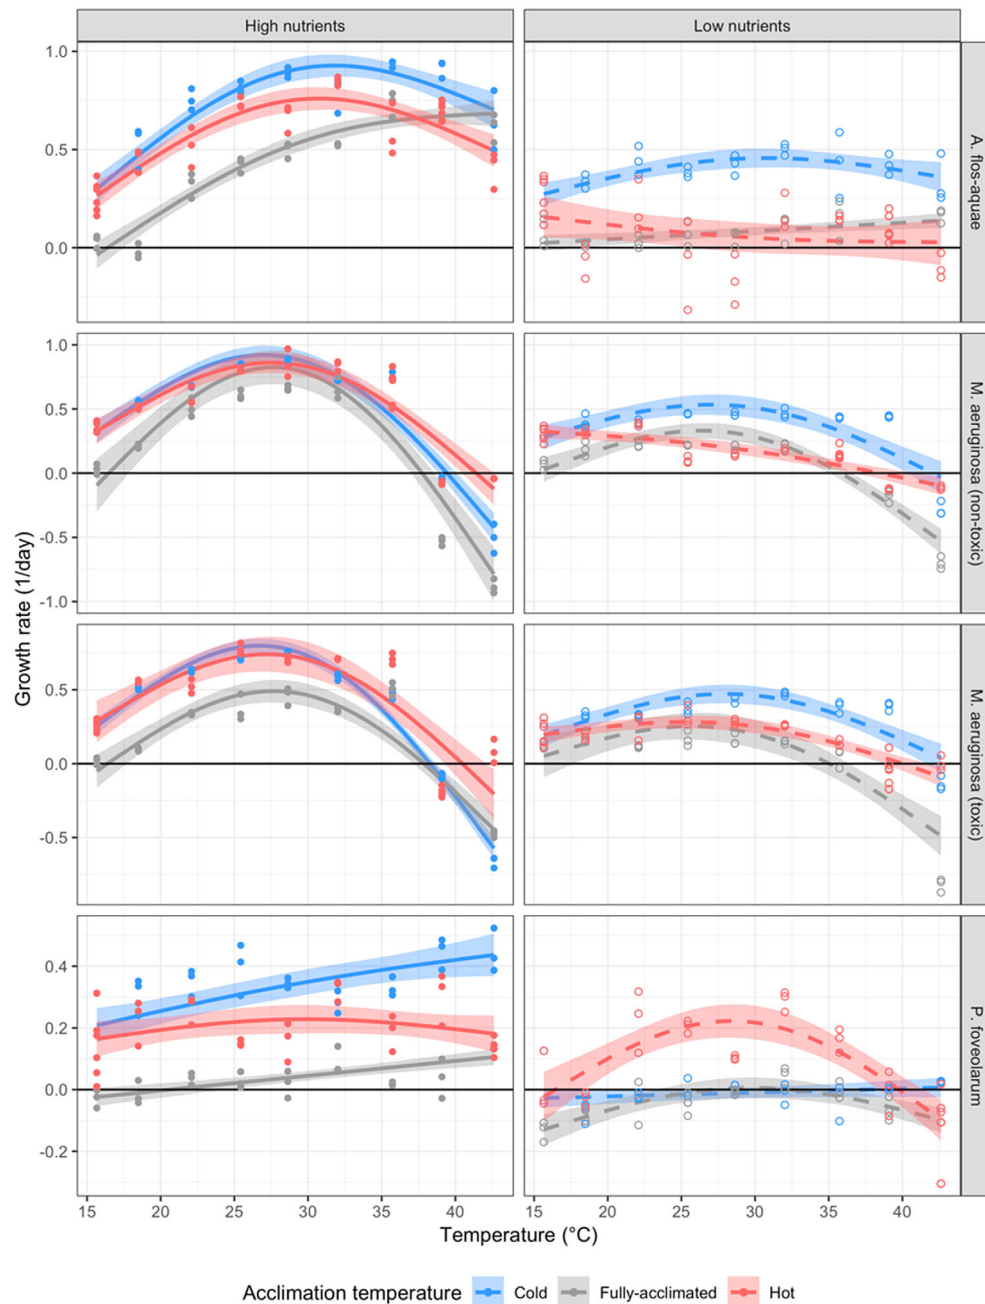 High nutrients
Low nutrients
1.0
0.5
0.0
A. flos-aquae
1.0
0.5
0.0
-0.5
-1.0
M. aeruginosa (non-toxic)
Growth rate (1/day)
0.5
0.0
-0.5
M. aeruginosa (toxic)
0.4
0.2
0.0
-0.2
P. foveolarum
15 20 25 30 35 40 15 20 25 30 35 40
Temperature (°C)
Acclimation temperature Cold Fully-acclimated Hot